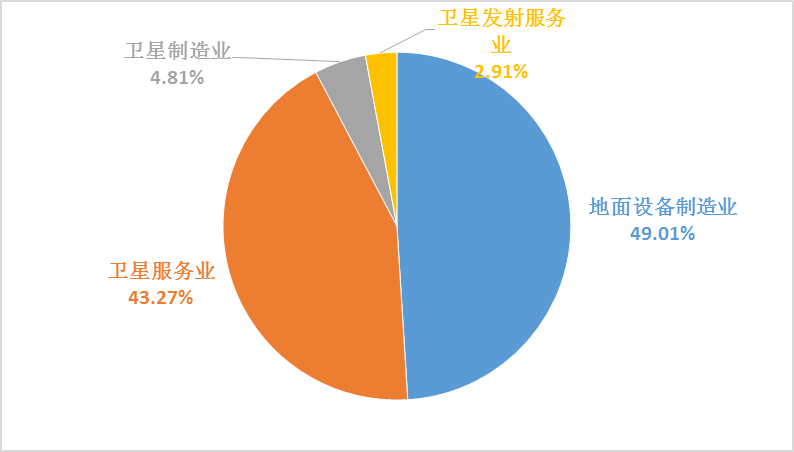 卫星发射服务
业
2.91%
卫星制造业
4.81%
地面设备制造业
49.01%
卫星服务业
43.27%